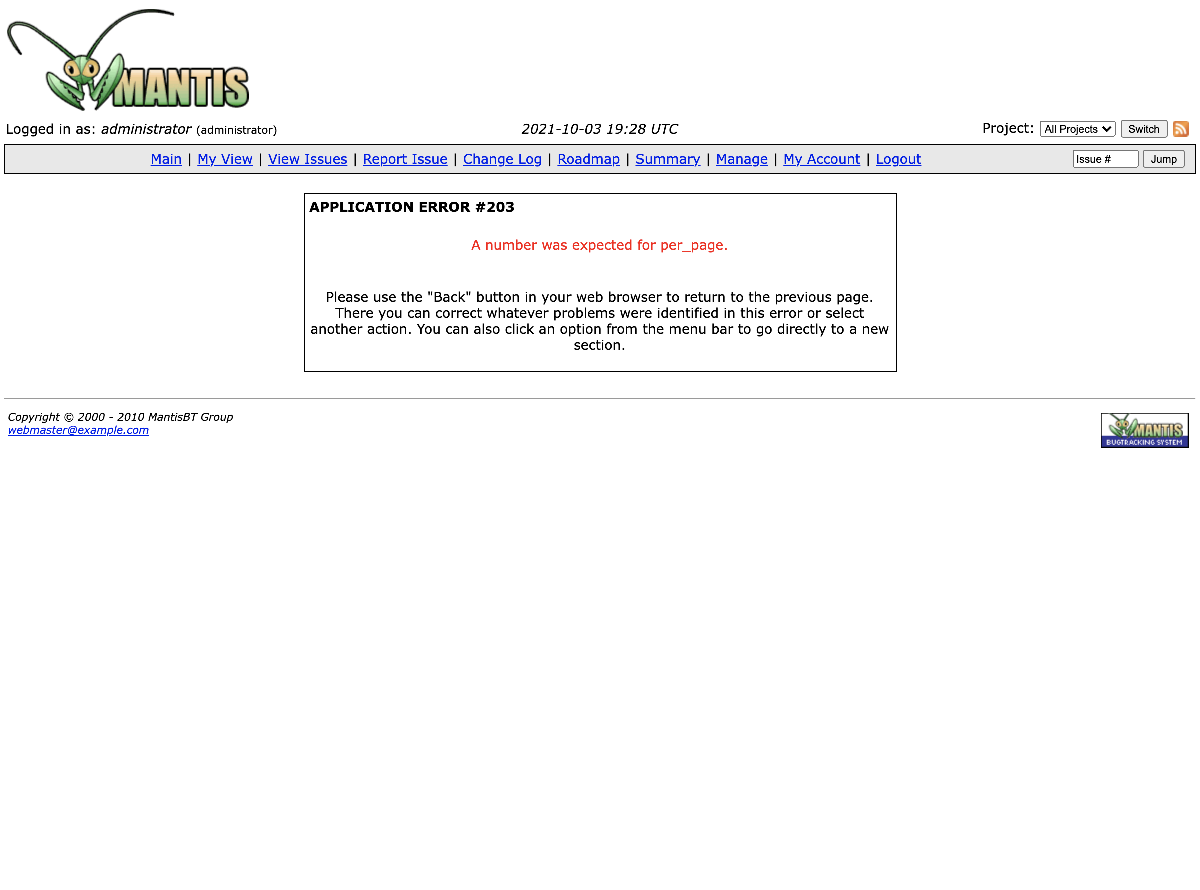 MANTIS
Logged in as: administrator (administrator)
2021-10-03 19:28 UTC
Project: All Projects Switch
Main | My View | View Issues | Report Issue | Change Log | Roadmap | Summary | Manage | My Account | Logout
Issue # Jump
APPLICATION ERROR #203
A number was expected for per_page.
Please use the "Back" button in your web browser to return to the previous page.
There you can correct whatever problems were identified in this error or select
another action. You can also click an option from the menu bar to go directly to a new
section.
Copyright © 2000 - 2010 MantisBT Group
webmaster@example.com
MANTIS
BUGTRACKING SYSTEM